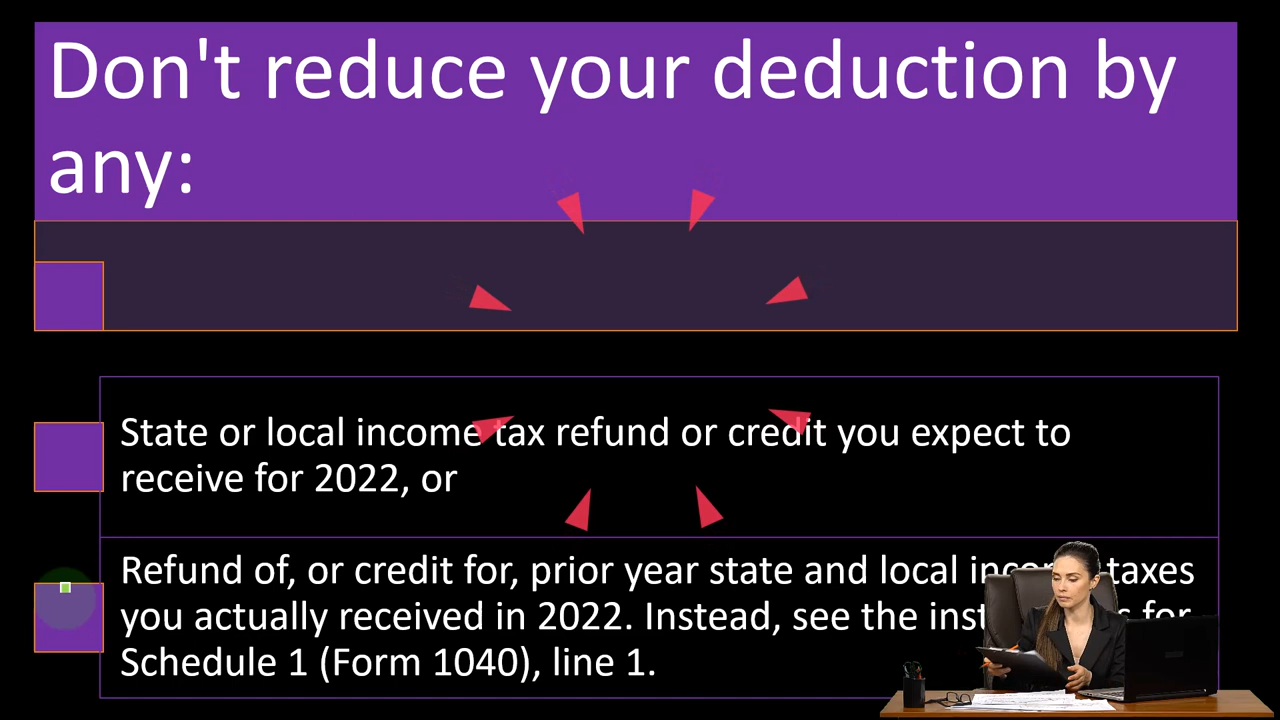 Don't reduce your deduction by
any:
State or local income tax refund or credit you expect to
receive for 2022, or
Refund of, or credit for, prior year state and local income taxes
you actually received in 2022. Instead, see the for
Schedule 1 (Form 1040), line 1.